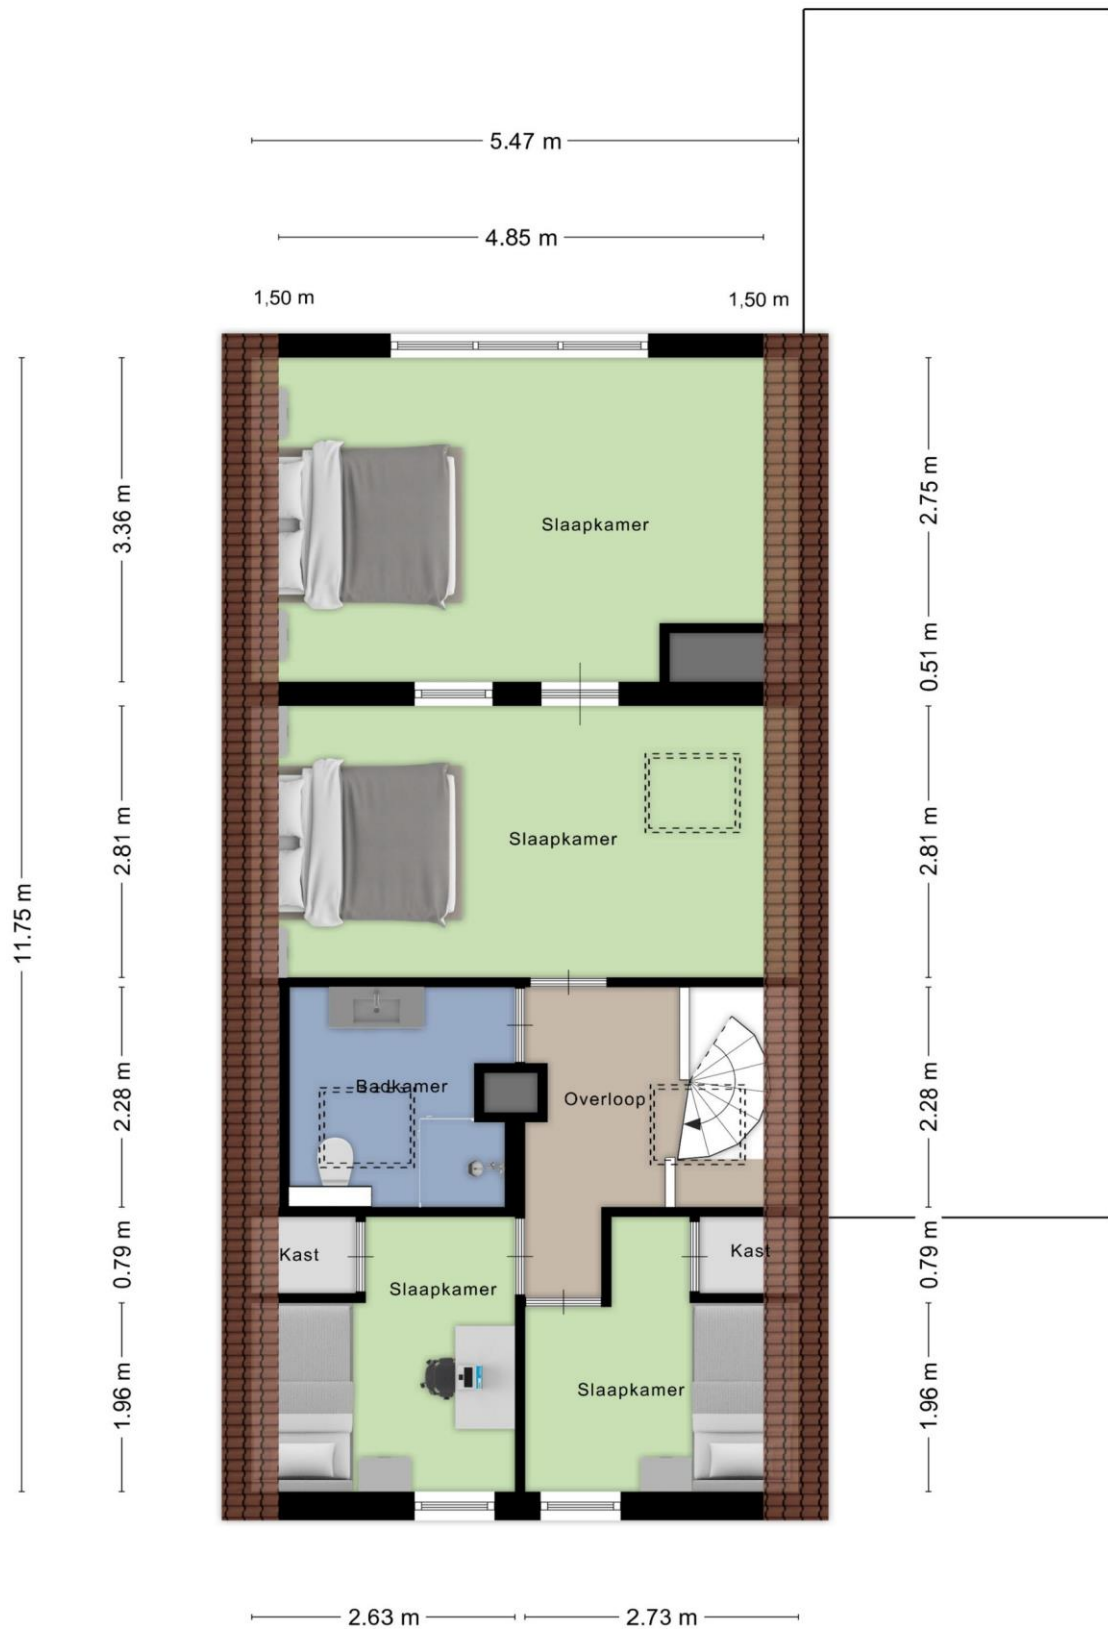 5.47 m
4.85 m
1,50 m
1,50 m
3.36 m
2.75 m
Slaapkamer
0.51 m
2.81 m
Slaapkamer
2.81 m
11.75 m
Badkamer
Overloop
2.28 m
2.28 m
Kast
Kast
0.79 m
0.79 m
Slaapkamer
Slaapkamer
1.96 m
1.96 m
2.63 m
2.73 m